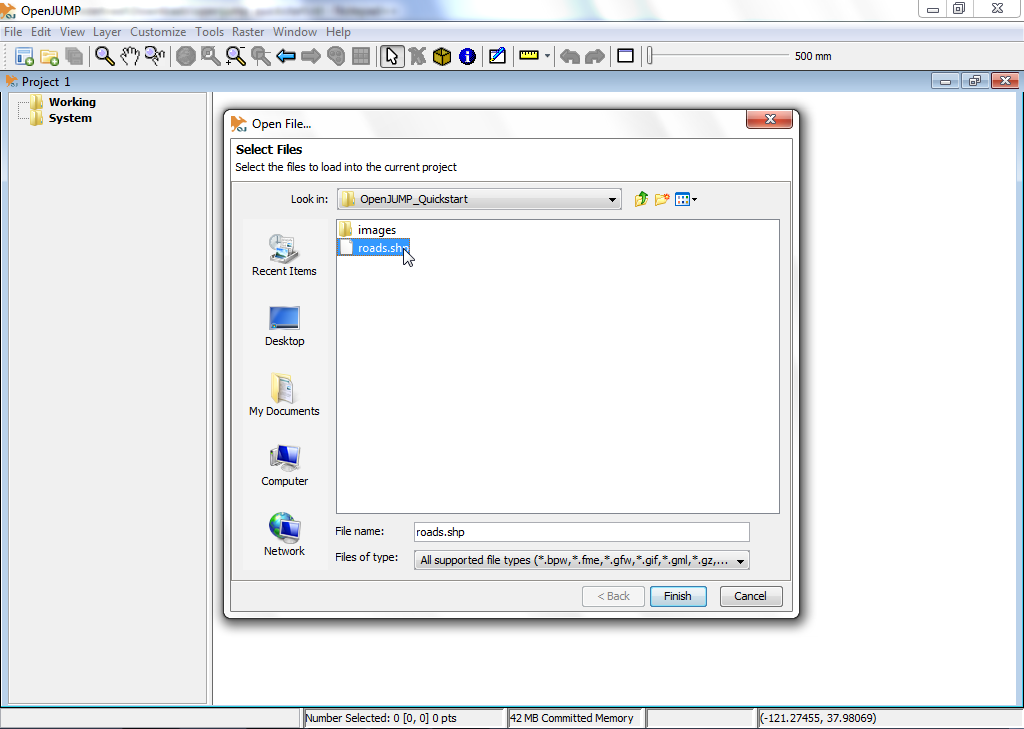 OpenJUMP
File Edit View Layer Customize Tools Raster Window Help
500 mm
Project 1
Working
System
Open File...
Select Files
Select the files to load into the current project
Look in: OpenJUMP_Quickstart
images
roads.shp
Recent Items
Desktop
My Documents
Computer
Network
File name: roads.shp
Files of type: All supported file types (*.bpw,*.fme,*.gfw,*.gif,*.gml,*.gz,...
< Back Finish Cancel
Number Selected: 0 [0, 0] 0 pts 42 MB Committed Memory (-121.27455, 37.98069)